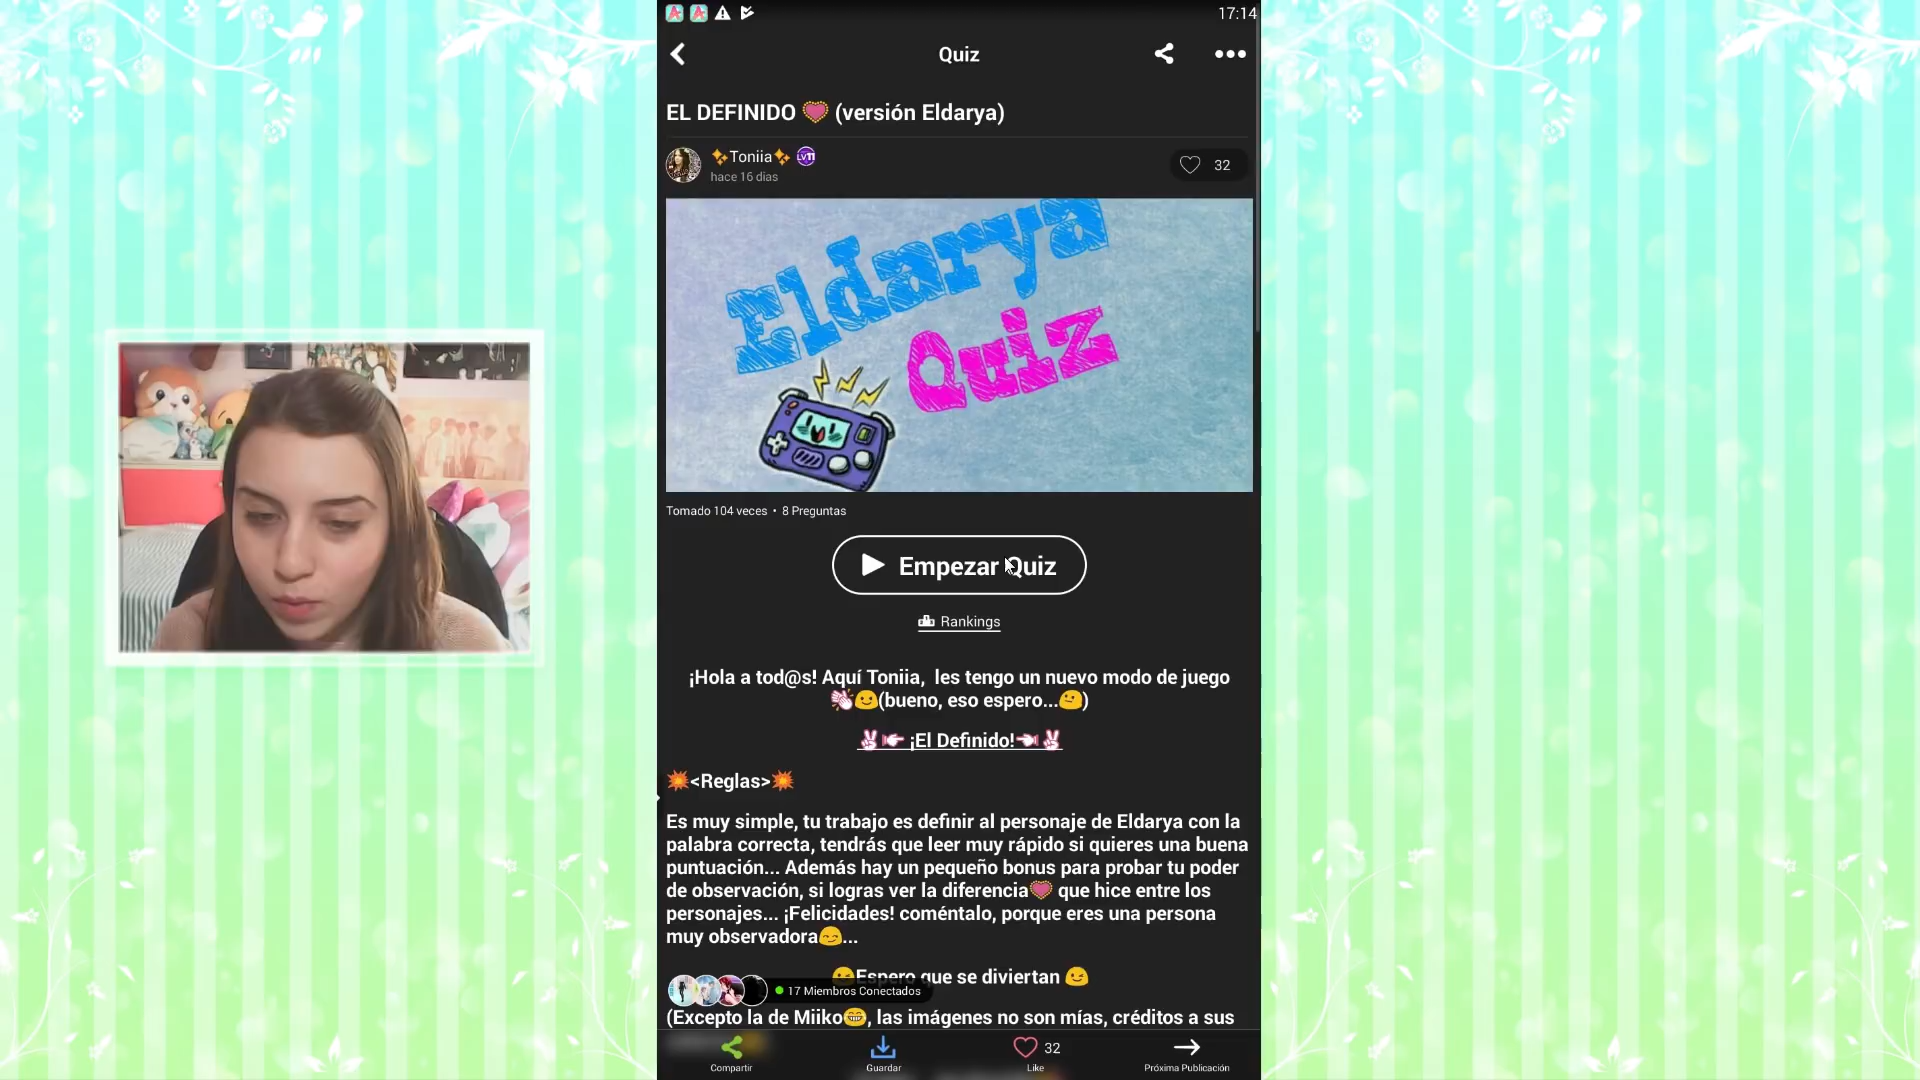 17:14
Quiz
EL DEFINIDO 💗 (versión Eldarya)
✨Toniia✨ LV11
hace 16 dias
32
Eldarya
Quiz
Tomado 104 veces • 8 Preguntas
Empezar Quiz
Rankings
¡Hola a tod@s! Aquí Toniia, les tengo un nuevo modo de juego
👏🙂(bueno, eso espero...😐)
✌👉 ¡El Definido!👈✌
💥<Reglas>💥
Es muy simple, tu trabajo es definir al personaje de Eldarya con la
palabra correcta, tendrás que leer muy rápido si quieres una buena
puntuación... Además hay un pequeño bonus para probar tu poder
de observación, si logras ver la diferencia💗 que hice entre los
personajes... ¡Felicidades! coméntalo, porque eres una persona
muy observadora😏...
😉Espero que se diviertan 😉
17 Miembros Conectados
(Excepto la de Miiko😁, las imágenes no son mías, créditos a sus
Compartir
Guardar
32
Like
Próxima Publicación